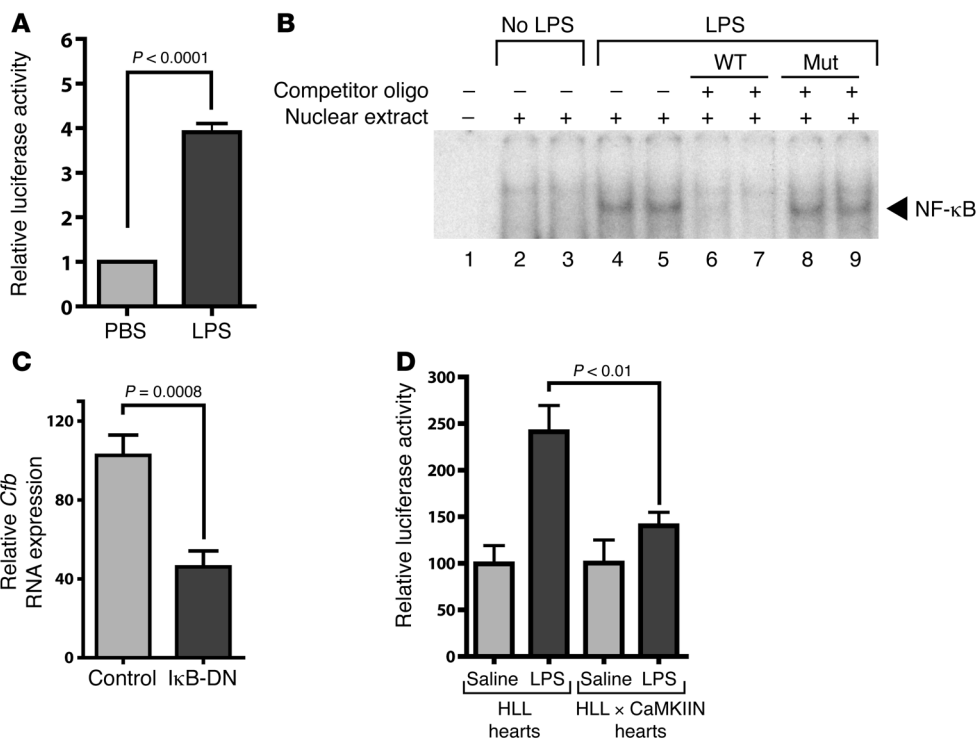 A
Relative luciferase activity
6
5
4
3
2
1
0
P < 0.0001
PBS LPS
B
No LPS LPS
WT Mut
Competitor oligo – – – – – + + + +
Nuclear extract – + + + + + + + +
NF-κB
1 2 3 4 5 6 7 8 9
C
Relative Cfb
RNA expression
120
80
40
0
P = 0.0008
Control IκB-DN
D
Relative luciferase activity
300
250
200
150
100
50
0
P < 0.01
Saline LPS Saline LPS
HLL HLL × CaMKIIN
hearts hearts